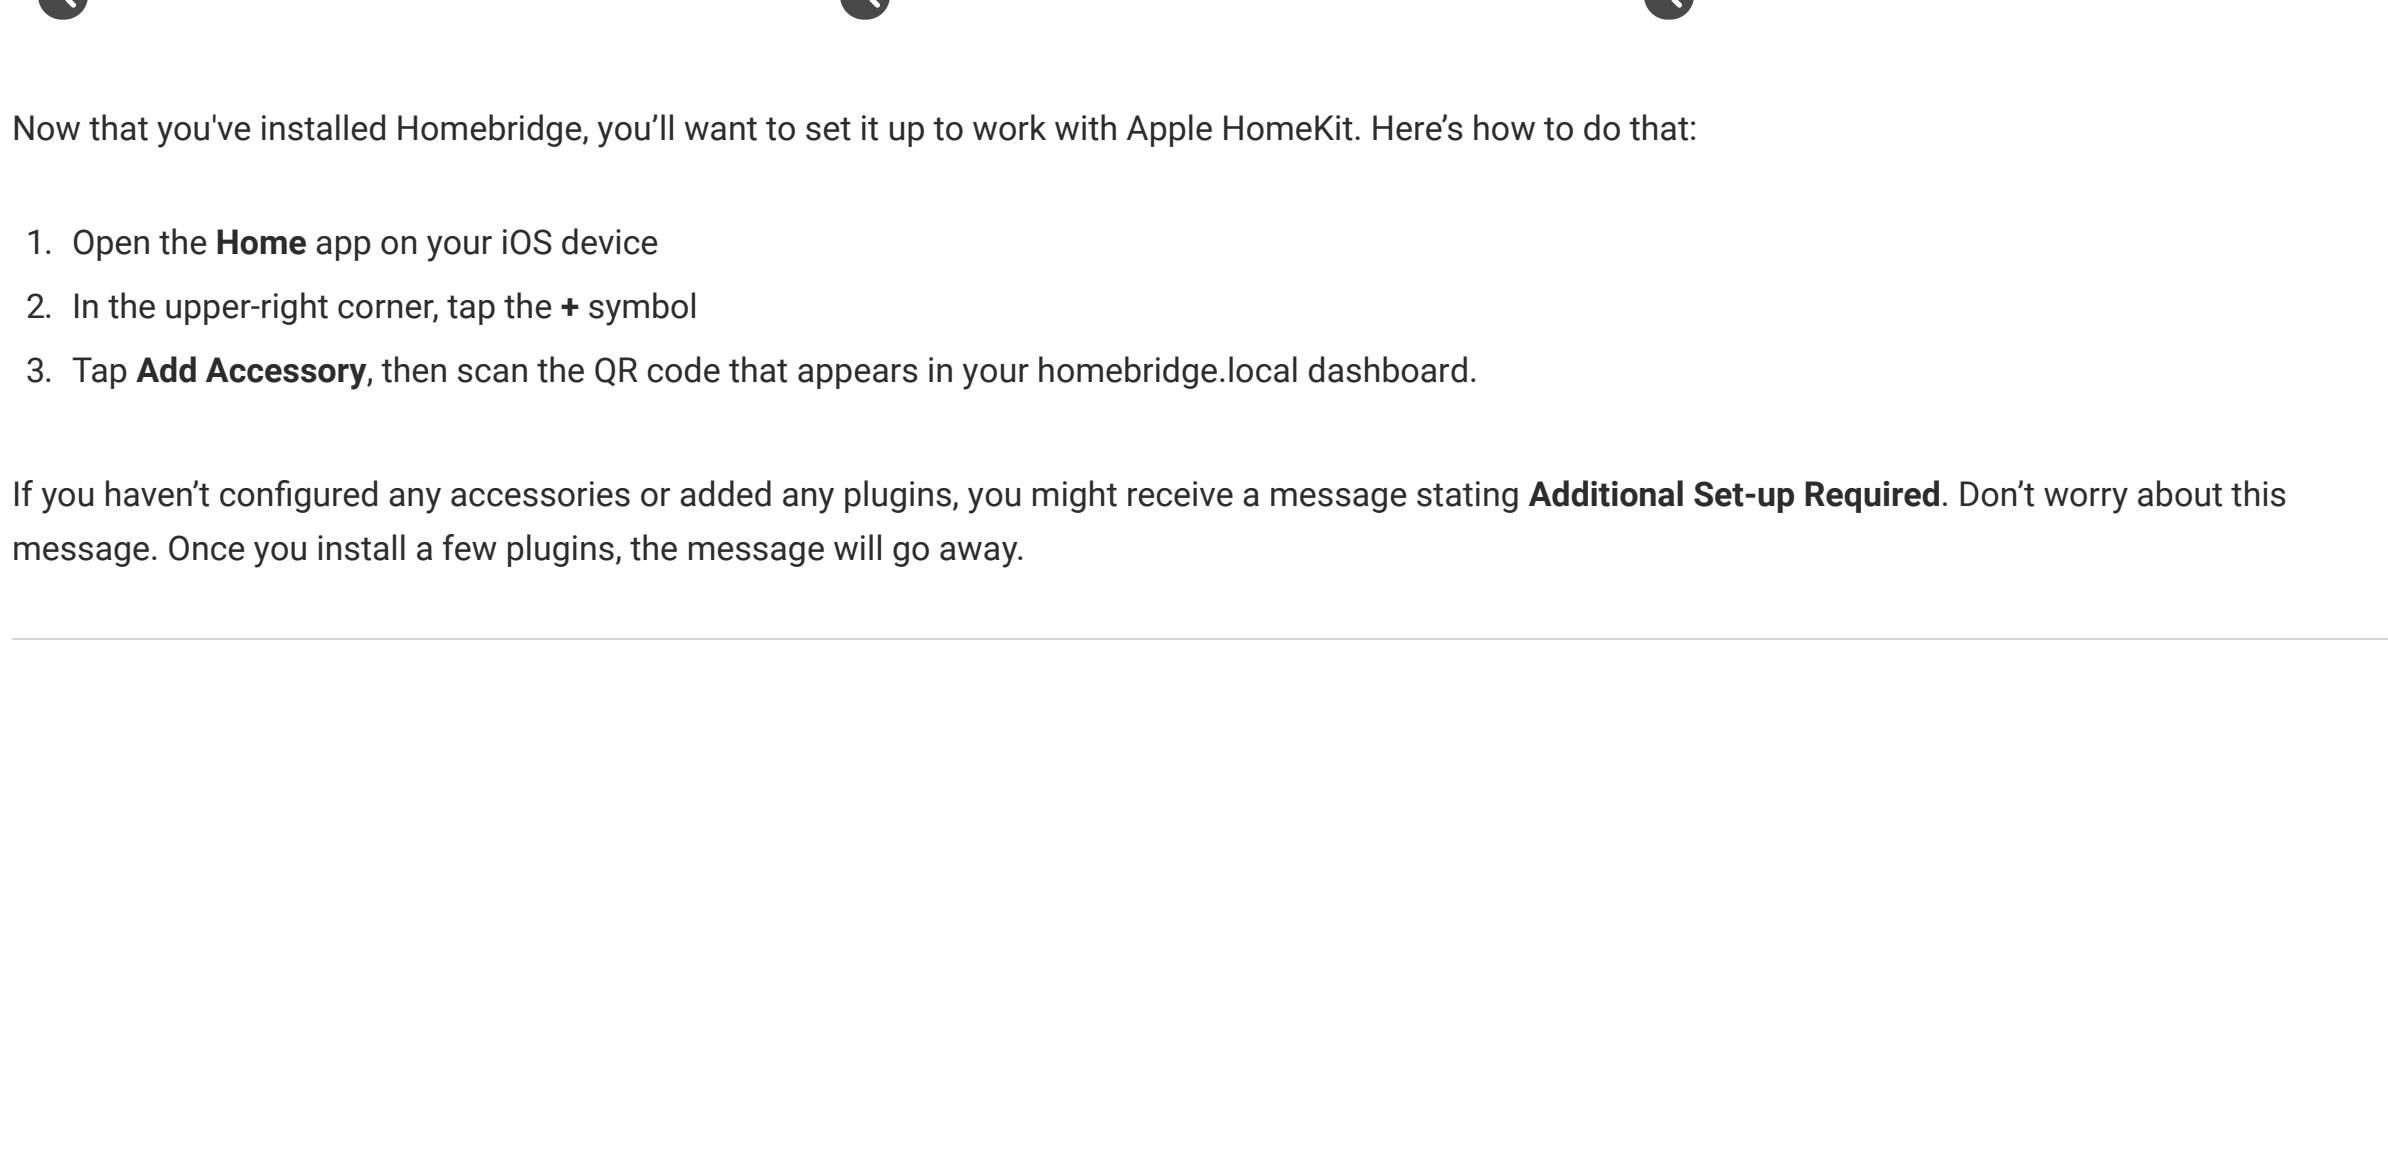 Now that you've installed Homebridge, you’ll want to set it up to work with Apple HomeKit. Here’s how to do that:
1. Open the Home app on your iOS device
2. In the upper-right corner, tap the + symbol
3. Tap Add Accessory, then scan the QR code that appears in your homebridge.local dashboard.
If you haven’t configured any accessories or added any plugins, you might receive a message stating Additional Set-up Required. Don’t worry about this
message. Once you install a few plugins, the message will go away.